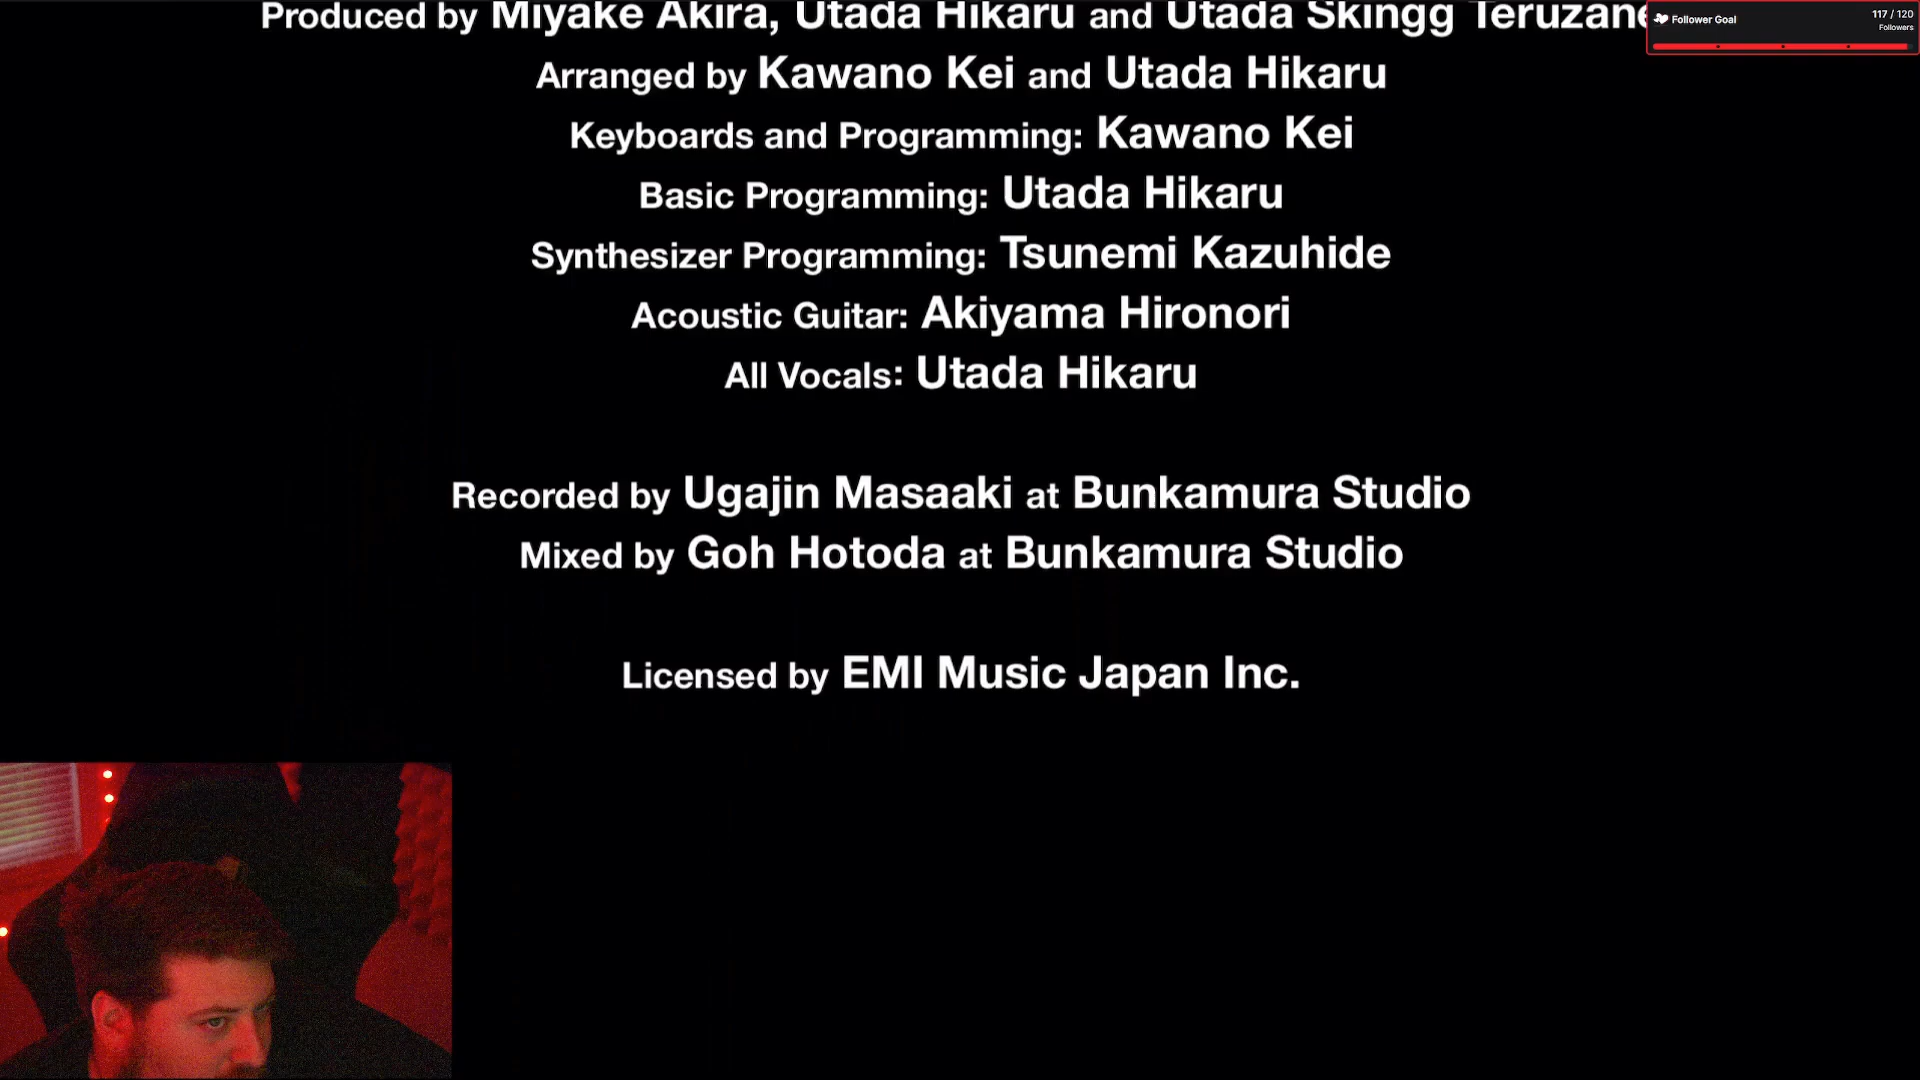 Produced by Miyake Akira, Utada Hikaru and Utada Skingg Teruzane
Follower Goal
117 / 120
Followers
Arranged by Kawano Kei and Utada Hikaru
Keyboards and Programming: Kawano Kei
Basic Programming: Utada Hikaru
Synthesizer Programming: Tsunemi Kazuhide
Acoustic Guitar: Akiyama Hironori
All Vocals: Utada Hikaru
Recorded by Ugajin Masaaki at Bunkamura Studio
Mixed by Goh Hotoda at Bunkamura Studio
Licensed by EMI Music Japan Inc.